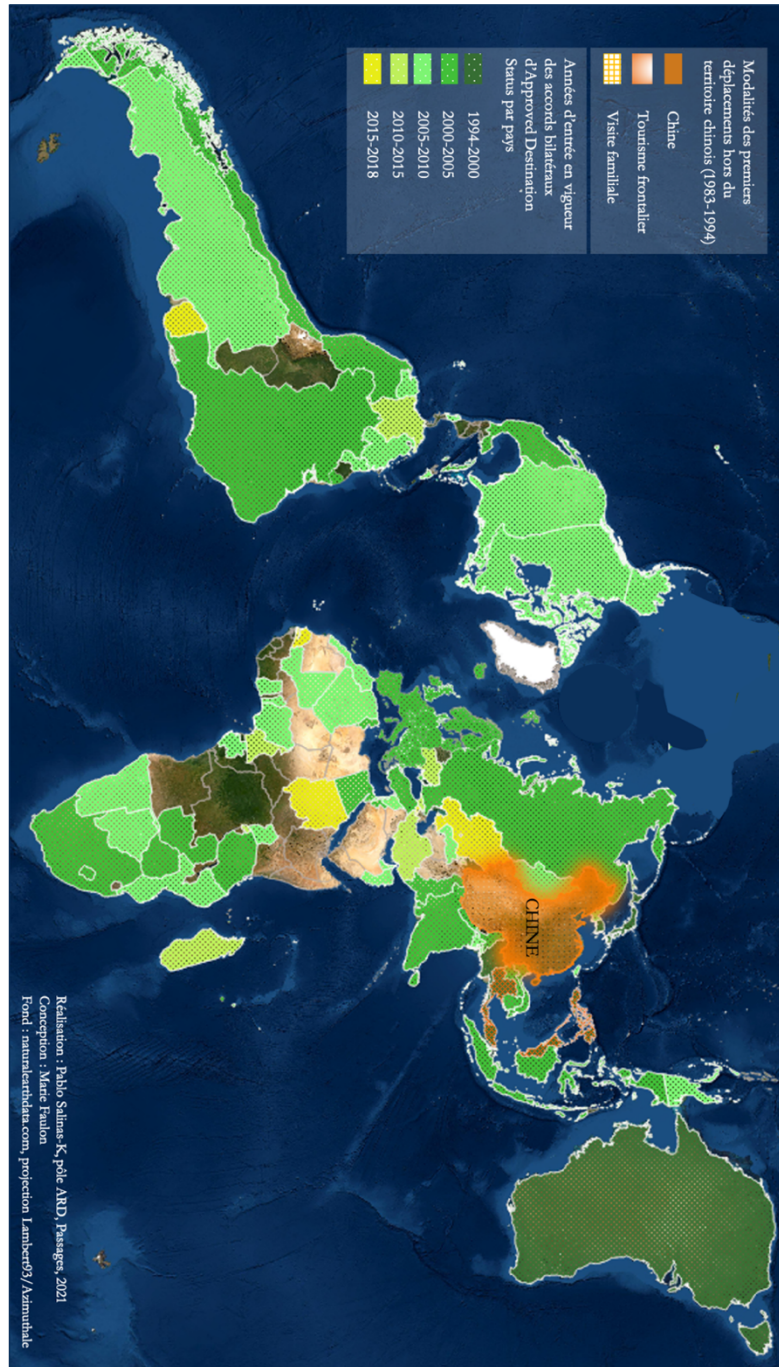 Modalités des premiers
déplacements hors du
territoire chinois (1983-1994)
Chine
Tourisme frontalier
Visite familiale
Années d'entrée en vigueur
des accords bilatéraux
d'Approved Destination
Status par pays
1994-2000
2000-2005
2005-2010
2010-2015
2015-2018
CHINE
Réalisation : Pablo Salinas-K, pôle ARD, Passages, 2021
Conception : Marie Faulon
Fond : naturalearthdata.com, projection Lambert93/Azimuthale